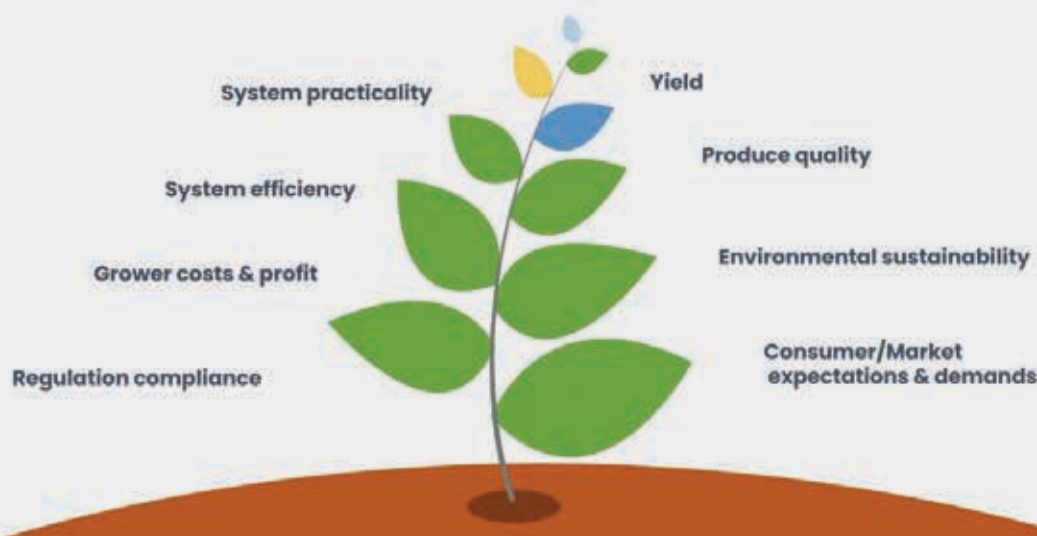 System practicality
Yield
Produce quality
System efficiency
Environmental sustainability
Grower costs & profit
Consumer/Market
expectations & demands
Regulation compliance